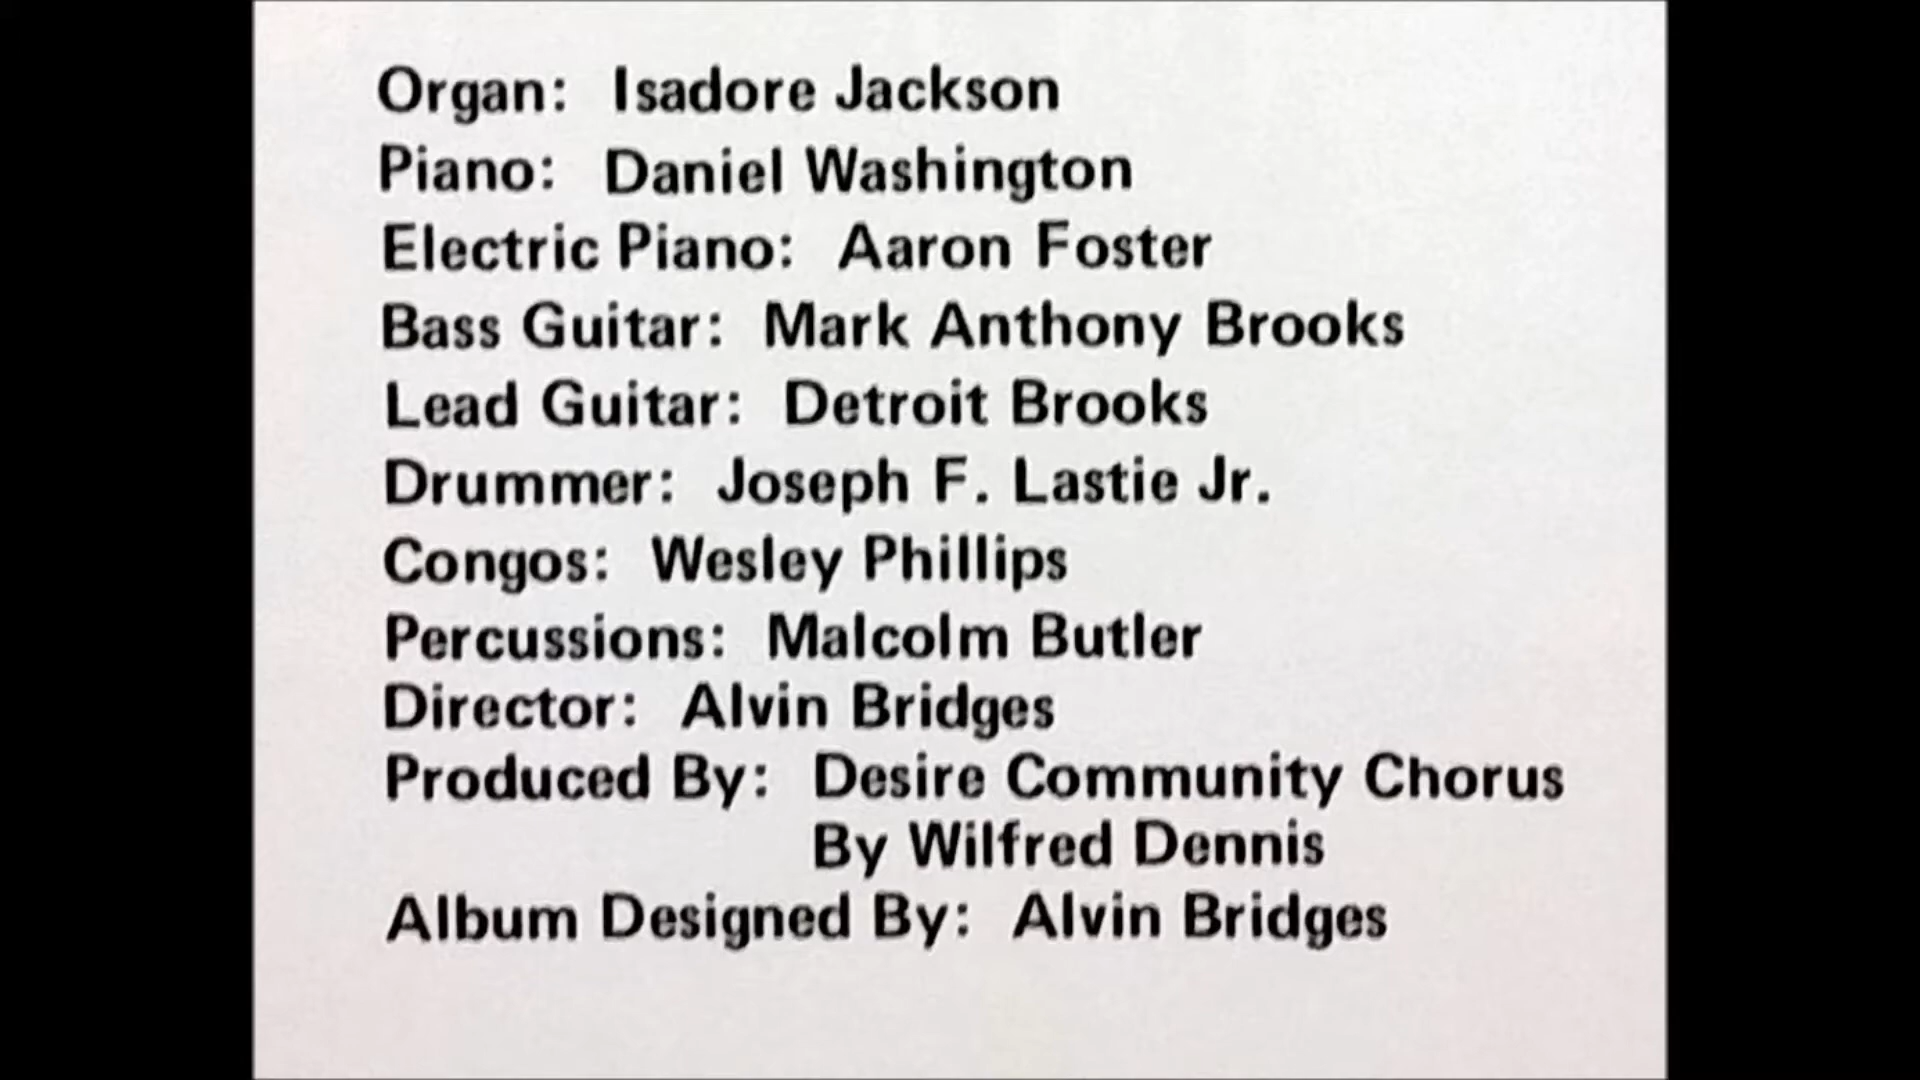 Organ: Isadore Jackson
Piano: Daniel Washington
Electric Piano: Aaron Foster
Bass Guitar: Mark Anthony Brooks
Lead Guitar: Detroit Brooks
Drummer: Joseph F. Lastie Jr.
Congos: Wesley Phillips
Percussions: Malcolm Butler
Director: Alvin Bridges
Produced By: Desire Community Chorus
By Wilfred Dennis
Album Designed By: Alvin Bridges